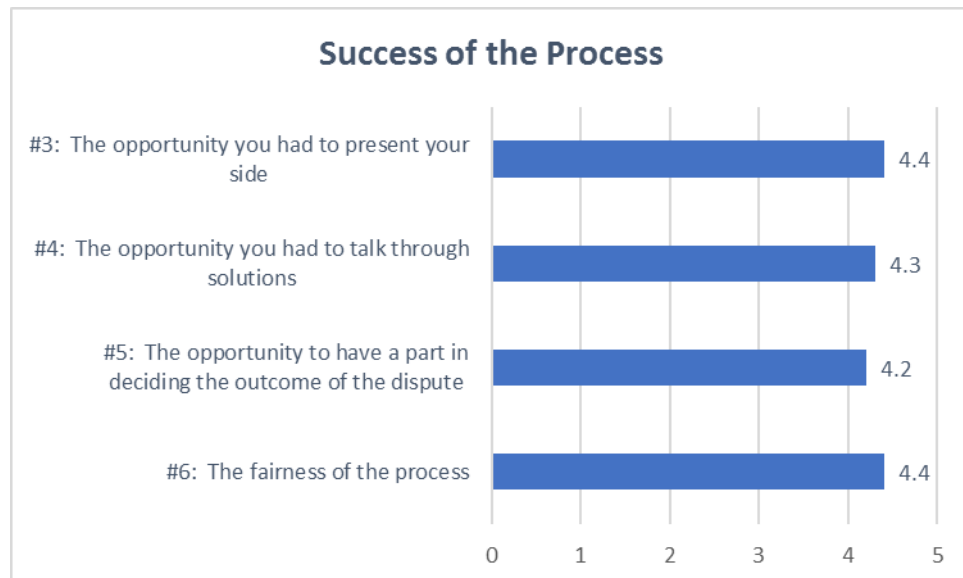 Success of the Process
#3:  The opportunity you had to present your
side
4.4
#4:  The opportunity you had to talk through
solutions
4.3
#5:  The opportunity to have a part in
deciding the outcome of the dispute
4.2
#6:  The fairness of the process
4.4
0 1 2 3 4 5